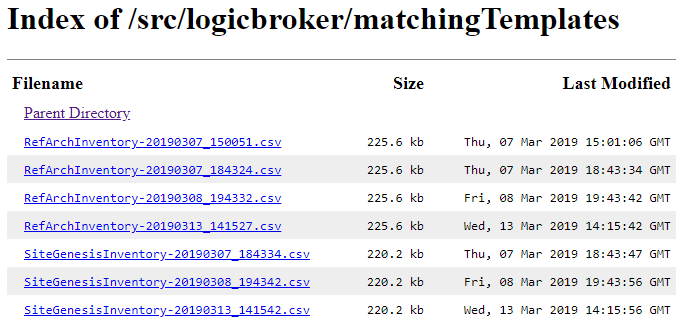 Index of /src/logicbroker/matchingTemplates
Filename Size Last Modified
Parent Directory
RefArchInventory-20190307_150051.csv 225.6 kb Thu, 07 Mar 2019 15:01:06 GMT
RefArchInventory-20190307_184324.csv 225.6 kb Thu, 07 Mar 2019 18:43:34 GMT
RefArchInventory-20190308_194332.csv 225.6 kb Fri, 08 Mar 2019 19:43:42 GMT
RefArchInventory-20190313_141527.csv 225.6 kb Wed, 13 Mar 2019 14:15:42 GMT
SiteGenesisInventory-20190307_184334.csv 220.2 kb Thu, 07 Mar 2019 18:43:47 GMT
SiteGenesisInventory-20190308_194342.csv 220.2 kb Fri, 08 Mar 2019 19:43:56 GMT
SiteGenesisInventory-20190313_141542.csv 220.2 kb Wed, 13 Mar 2019 14:15:56 GMT